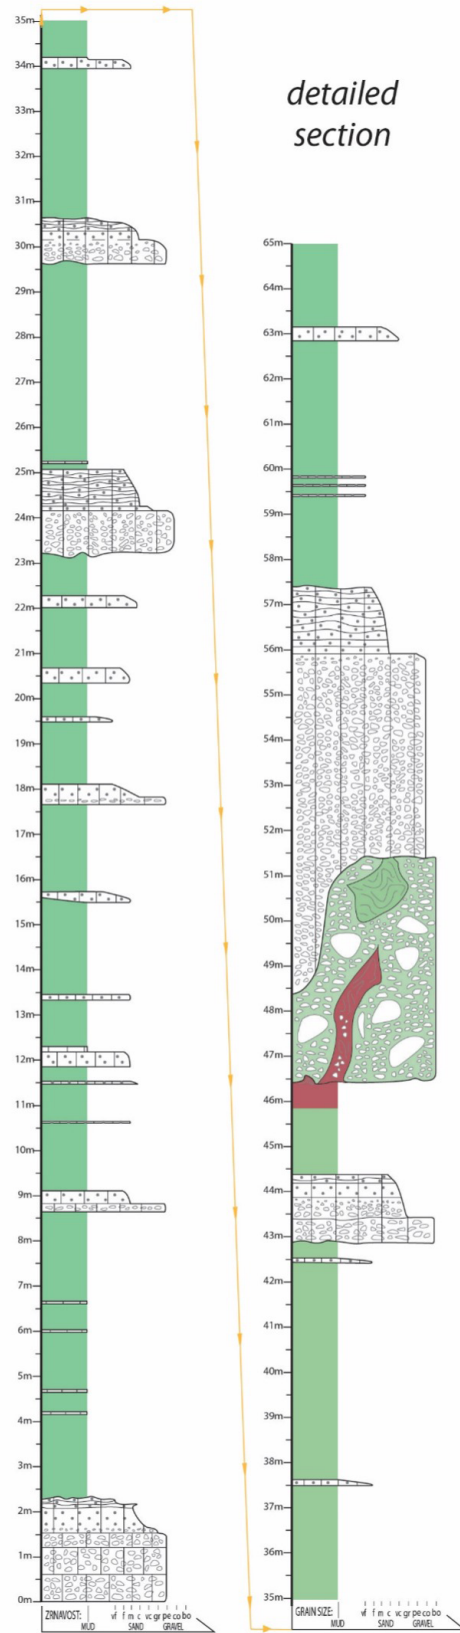 35m
34m
33m
32m
31m
30m
29m
28m
27m
26m
25m
24m
23m
22m
21m
20m
19m
18m
17m
16m
15m
14m
13m
12m
11m
10m
9m
8m
7m
6m
5m
4m
3m
2m
1m
0m
ZRNAVOST: vf f m c vc gr pe co bo
MUD SAND GRAVEL
detailed
section
65m
64m
63m
62m
61m
60m
59m
58m
57m
56m
55m
54m
53m
52m
51m
50m
49m
48m
47m
46m
45m
44m
43m
42m
41m
40m
39m
38m
37m
36m
35m
GRAIN SIZE: vf f m c vc gr pe co bo
MUD SAND GRAVEL